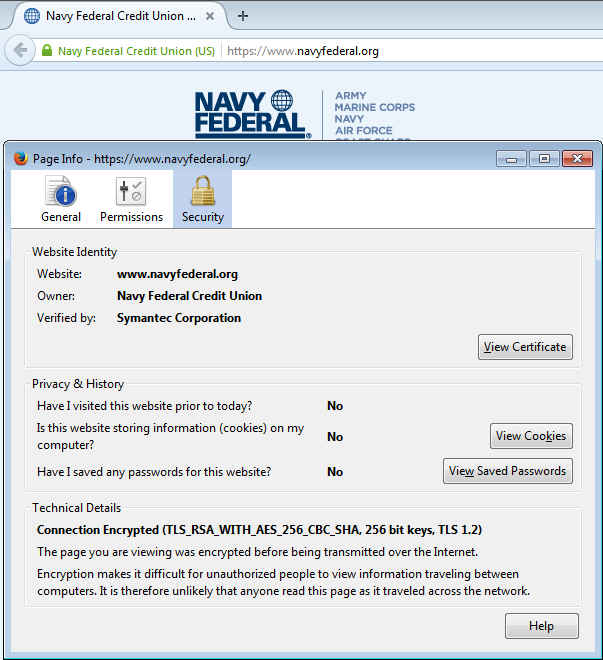 Navy Federal Credit Union ...
Navy Federal Credit Union (US) https://www.navyfederal.org
NAVY
FEDERAL®
ARMY
MARINE CORPS
NAVY
AIR FORCE
COAST GUARD
Page Info - https://www.navyfederal.org/
General Permissions Security
Website Identity
Website: www.navyfederal.org
Owner: Navy Federal Credit Union
Verified by: Symantec Corporation
View Certificate
Privacy & History
Have I visited this website prior to today? No
Is this website storing information (cookies) on my
computer? No View Cookies
Have I saved any passwords for this website? No View Saved Passwords
Technical Details
Connection Encrypted (TLS_RSA_WITH_AES_256_CBC_SHA, 256 bit keys, TLS 1.2)
The page you are viewing was encrypted before being transmitted over the Internet.
Encryption makes it difficult for unauthorized people to view information traveling between
computers. It is therefore unlikely that anyone read this page as it traveled across the network.
Help